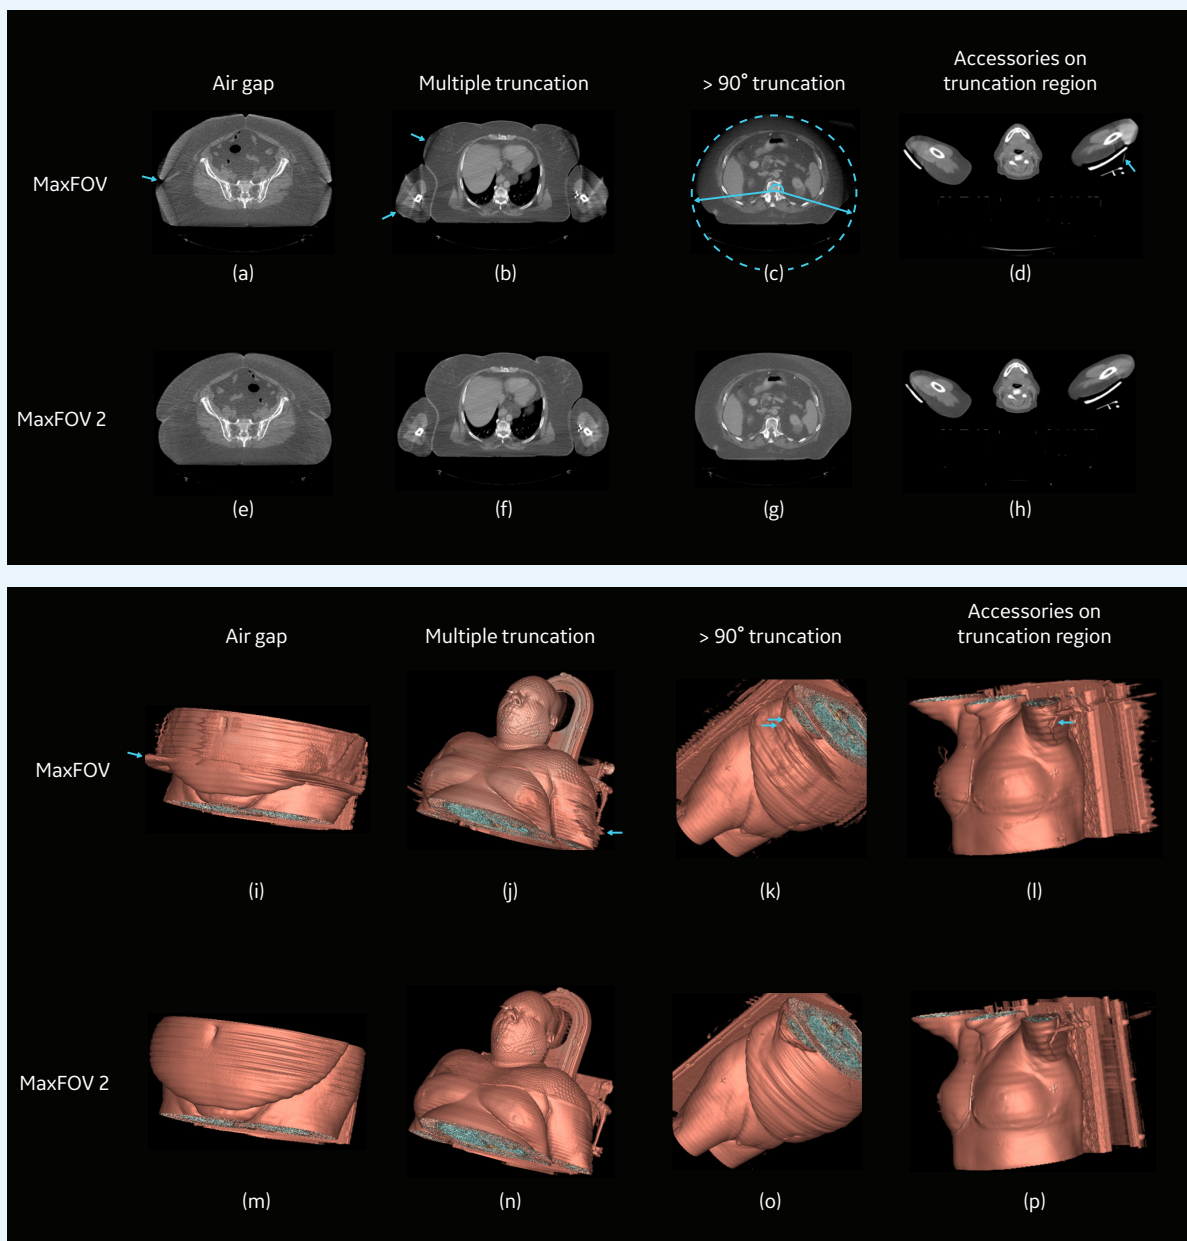 Air gap
Multiple truncation
> 90° truncation
Accessories on
truncation region
MaxFOV
(a)
(b)
(c)
(d)
MaxFOV 2
(e)
(f)
(g)
(h)
Air gap
Multiple truncation
> 90° truncation
Accessories on
truncation region
MaxFOV
(i)
(j)
(k)
(l)
MaxFOV 2
(m)
(n)
(o)
(p)